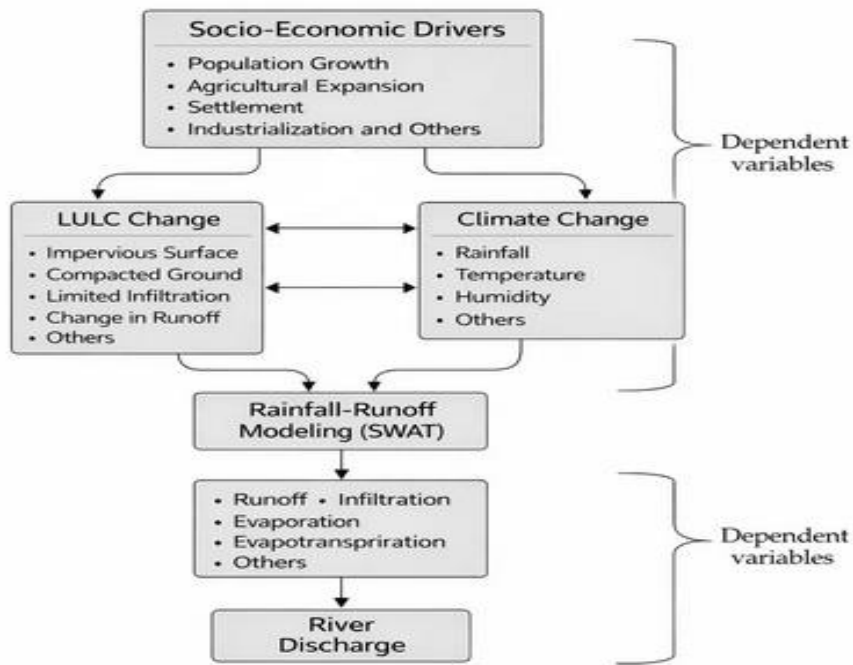 Socio-Economic Drivers
• Population Growth
• Agricultural Expansion
• Settlement
• Industrialization and Others
Dependent
variables
LULC Change
• Impervious Surface
• Compacted Ground
• Limited Infiltration
• Change in Runoff
• Others
Climate Change
• Rainfall
• Temperature
• Humidity
• Others
Rainfall-Runoff
Modeling (SWAT)
• Runoff • Infiltration
• Evaporation
• Evapotranspriration
• Others
Dependent
variables
River
Discharge